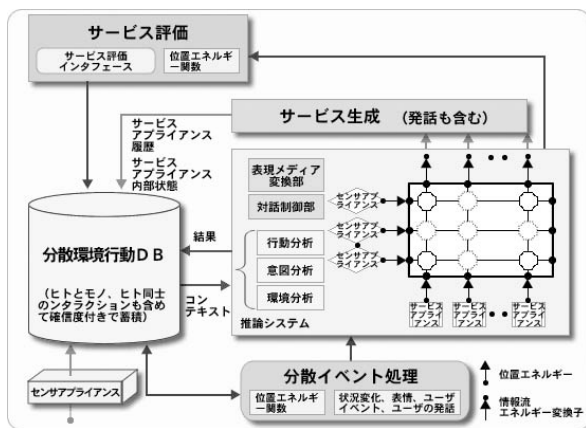 サービス評価
サービス評価
インタフェース
位置エネルギ
ー関数
サービス
アプライアンス
履歴
サービス
アプライアンス
内部状態
サービス生成 (発話も含む)
表現メディア
変換部
対話制御部
行動分析
意図分析
環境分析
推論システム
センサアプ
ライアンス
センサアプ
ライアンス
センサアプ
ライアンス
サービス
アプライ
アンス
サービス
アプライ
アンス
サービス
アプライ
アンス
分散環境行動DB
(ヒトとモノ、ヒト同士
のンタラクションも含め
て確信度付きで蓄積)
結果
コン
テキスト
センサアプライアンス
分散イベント処理
位置エネルギ
ー関数
状況変化、表情、ユーザ
イベント、ユーザの発話
位置エネルギー
情報流
エネルギー変換子